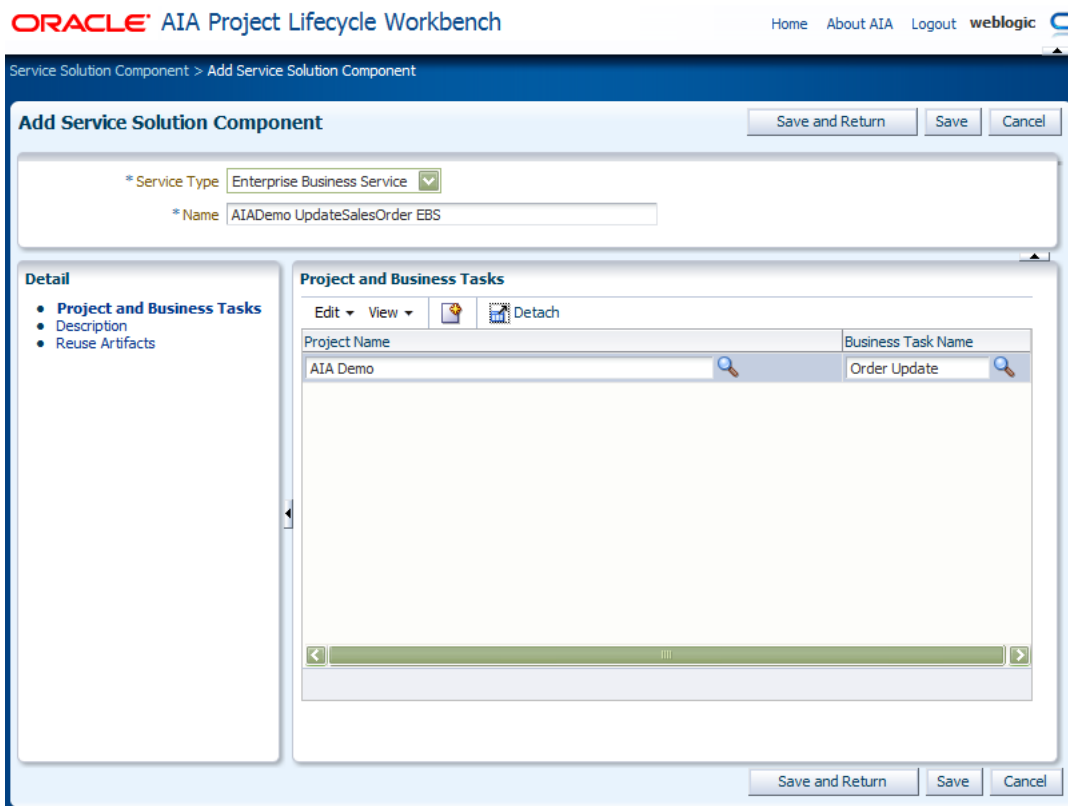 ORACLE AIA Project Lifecycle Workbench
Home About AIA Logout weblogic
Service Solution Component > Add Service Solution Component
Add Service Solution Component
Save and Return Save Cancel
* Service Type Enterprise Business Service
* Name AIADemo UpdateSalesOrder EBS
Detail
• Project and Business Tasks
• Description
• Reuse Artifacts
Project and Business Tasks
Edit View Detach
Project Name Business Task Name
AIA Demo Order Update
Save and Return Save Cancel